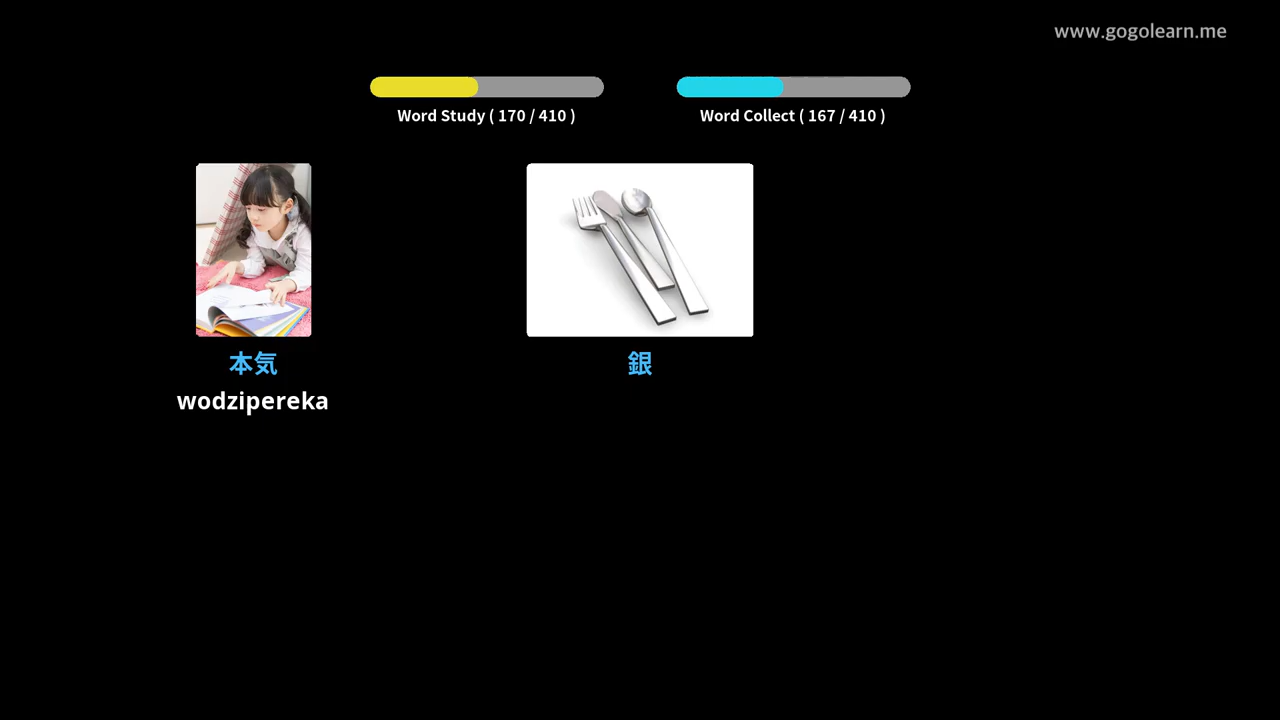 www.gogolearn.me
Word Study ( 170 / 410 )
Word Collect ( 167 / 410 )
本気
wodzipereka
銀